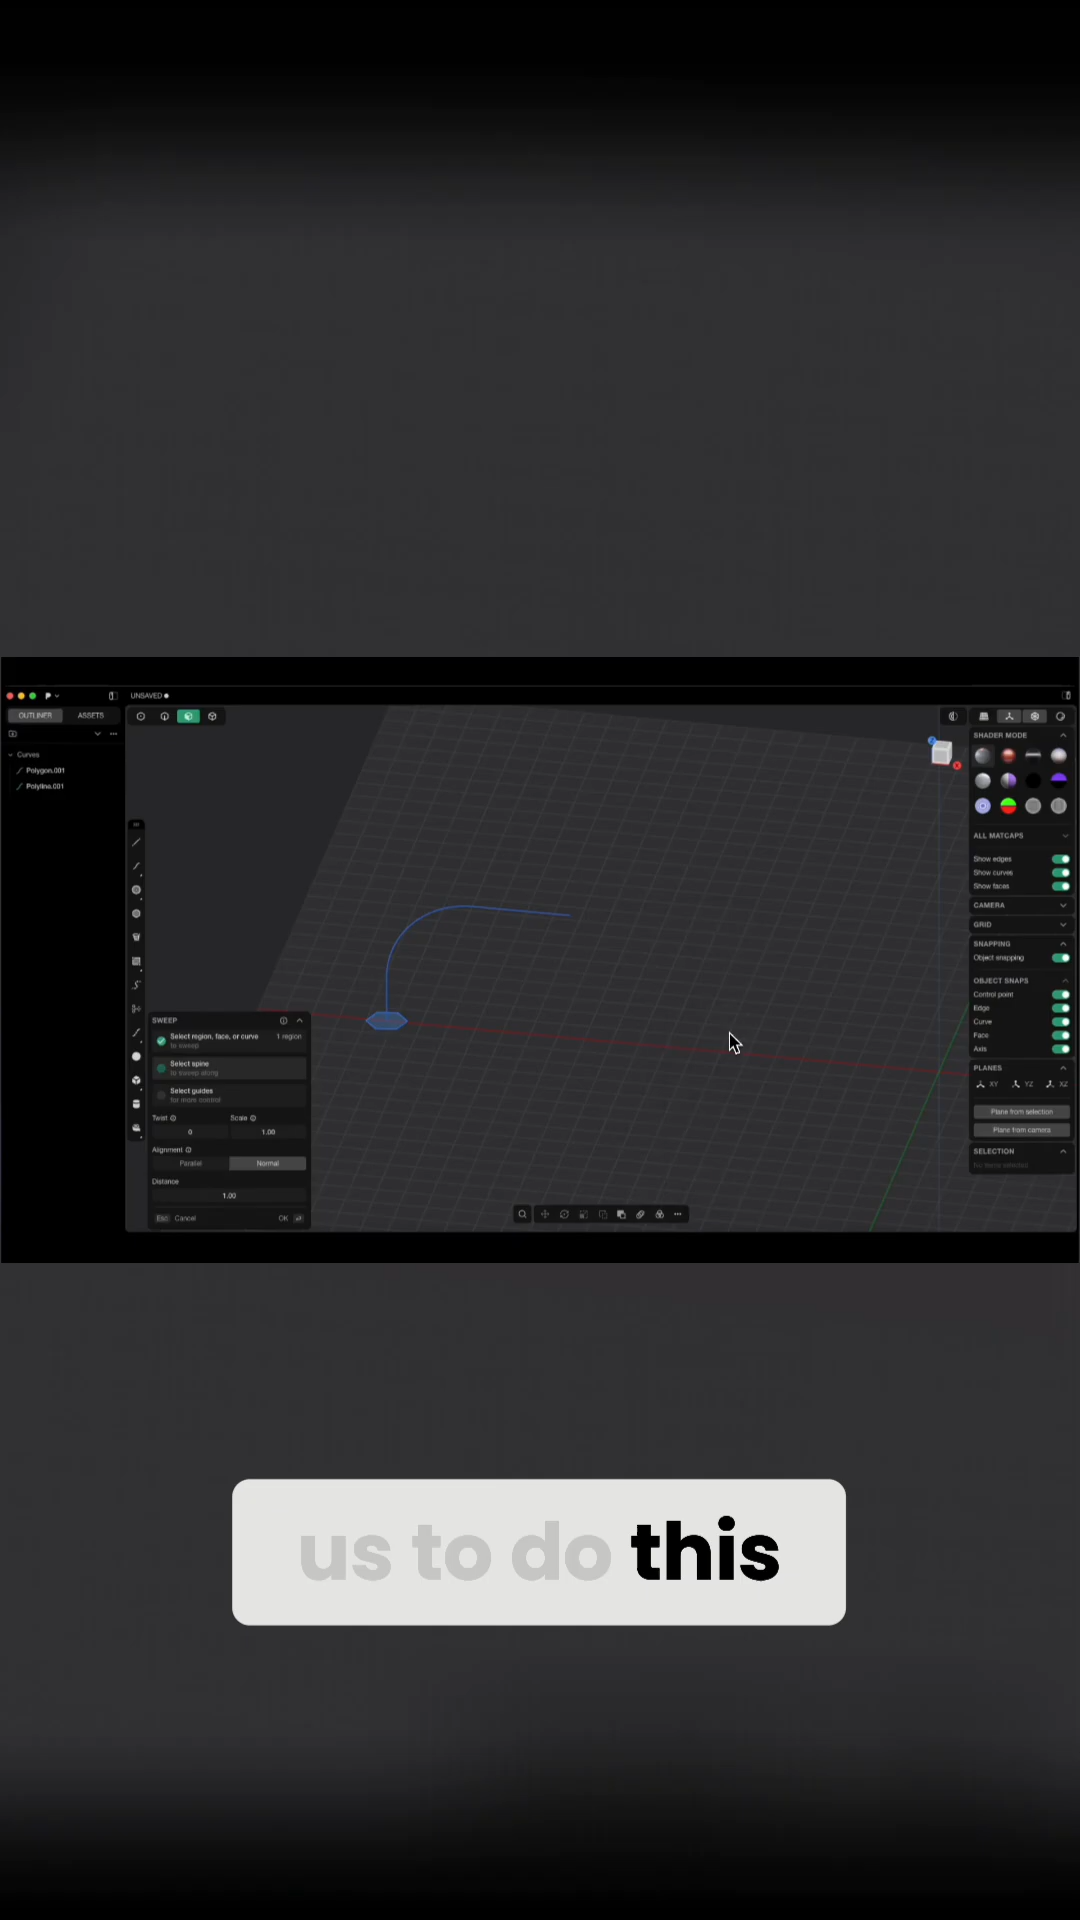 UNSAVED
OUTLINER
ASSETS
Curves
Polygon.001
Polyline.001
SHADER MODE
ALL MATCAPS
Show edges
Show curves
Show faces
CAMERA
GRID
SNAPPING
Object snapping
OBJECT SNAPS
Control point
Edge
Curve
Face
Axis
PLANES
XY YZ XZ
Plane from selection
Plane from camera
SELECTION
No items selected
SWEEP
Select region, face, or curve 1 region
to sweep
Select spine
to sweep along
Select guides
for more control
Twist Scale
0 1.00
Alignment
Parallel Normal
Distance
1.00
Esc Cancel OK
us to do this